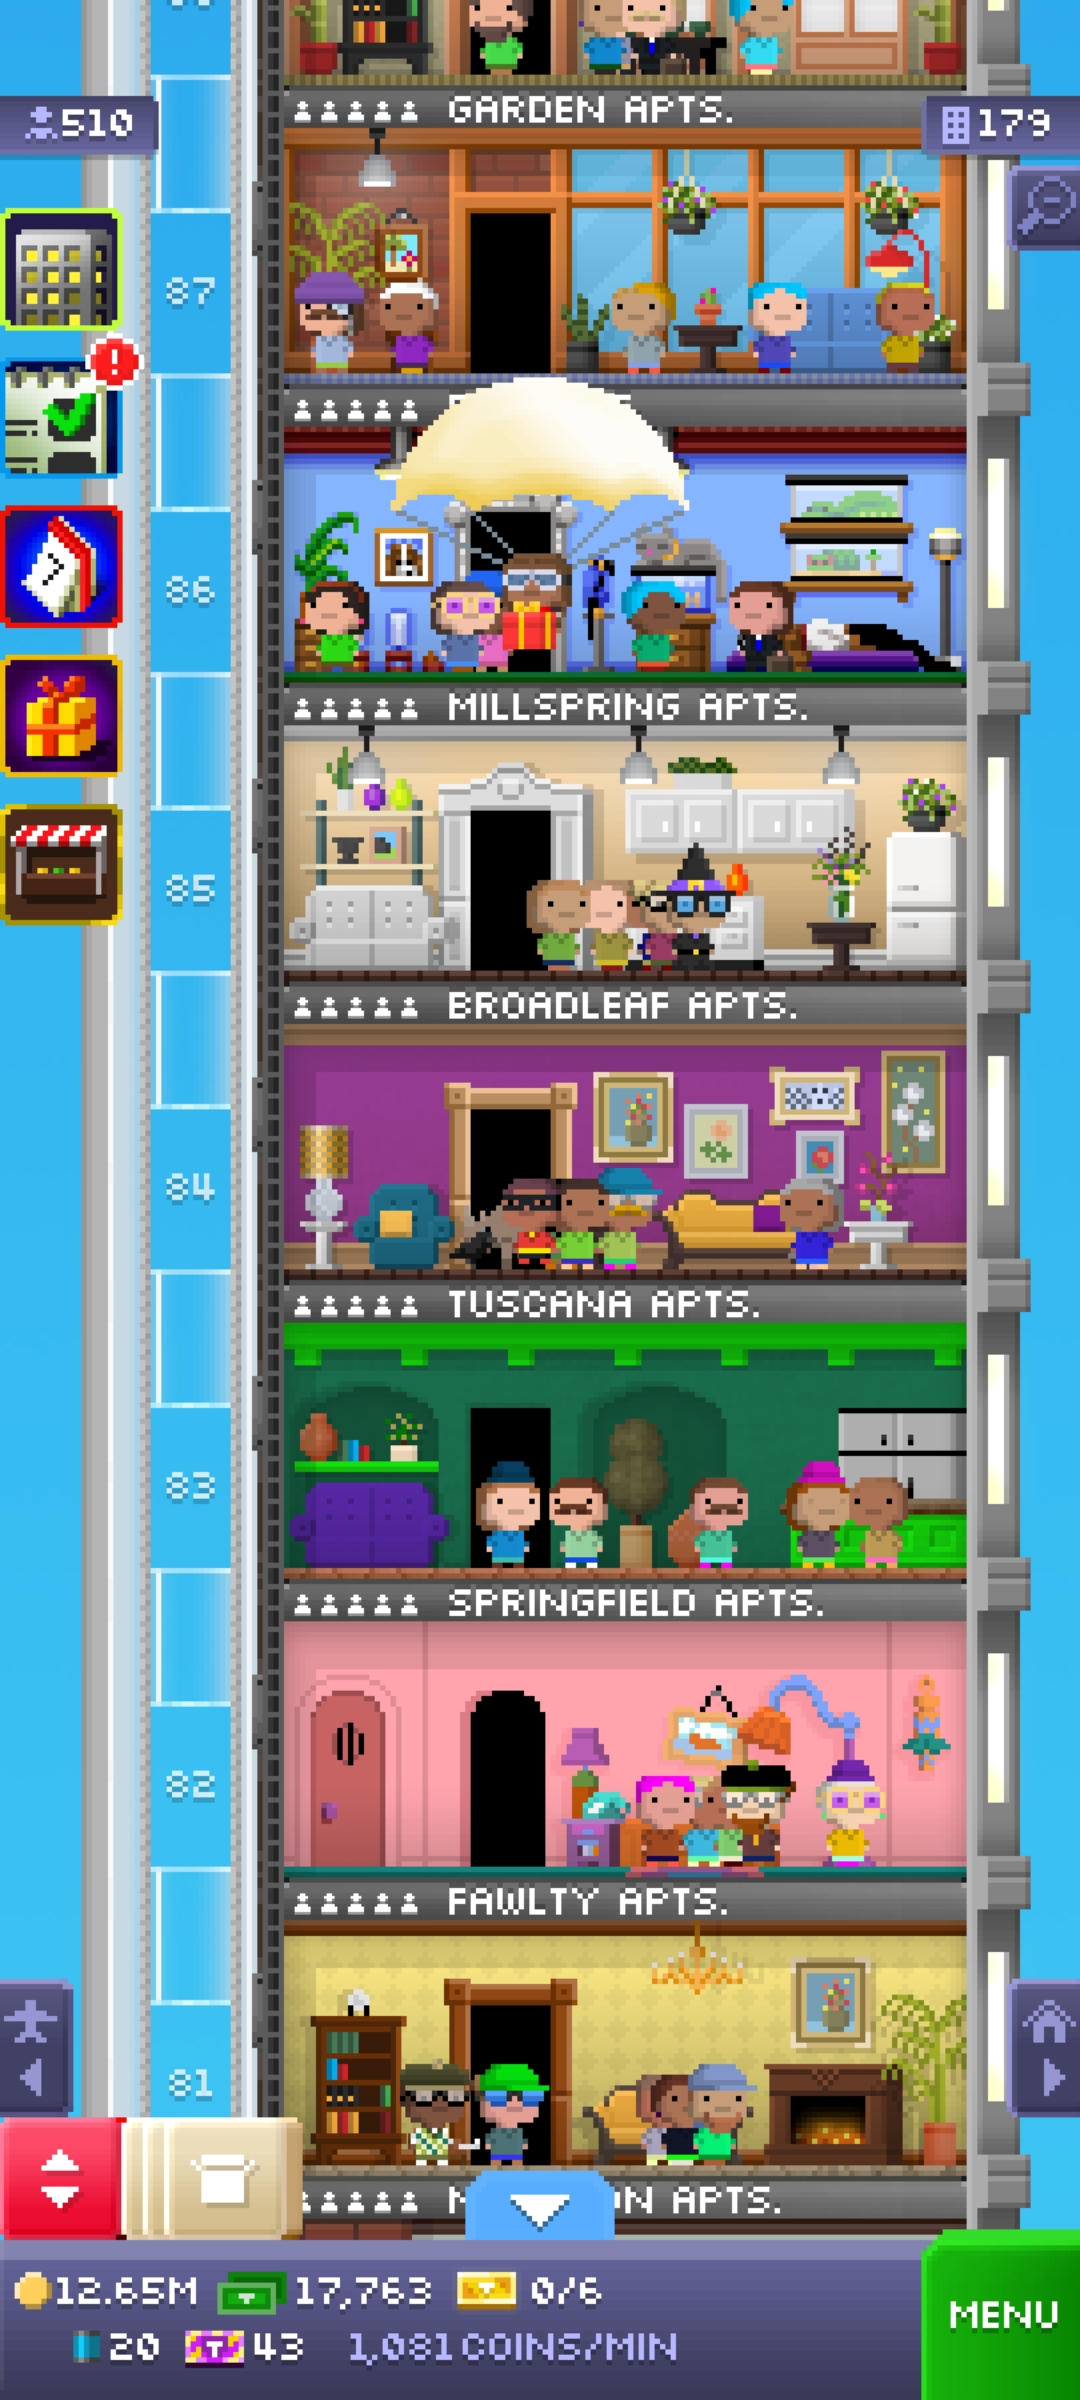 GARDEN APTS.
510
179
87
86
MILLSPRING APTS.
7
85
BROADLEAF APTS.
84
TUSCANA APTS.
83
SPRINGFIELD APTS.
82
FAWLTY APTS.
81
APTS.
12.65M 17,763 0/6
20 43 1,081 COINS/MIN
MENU